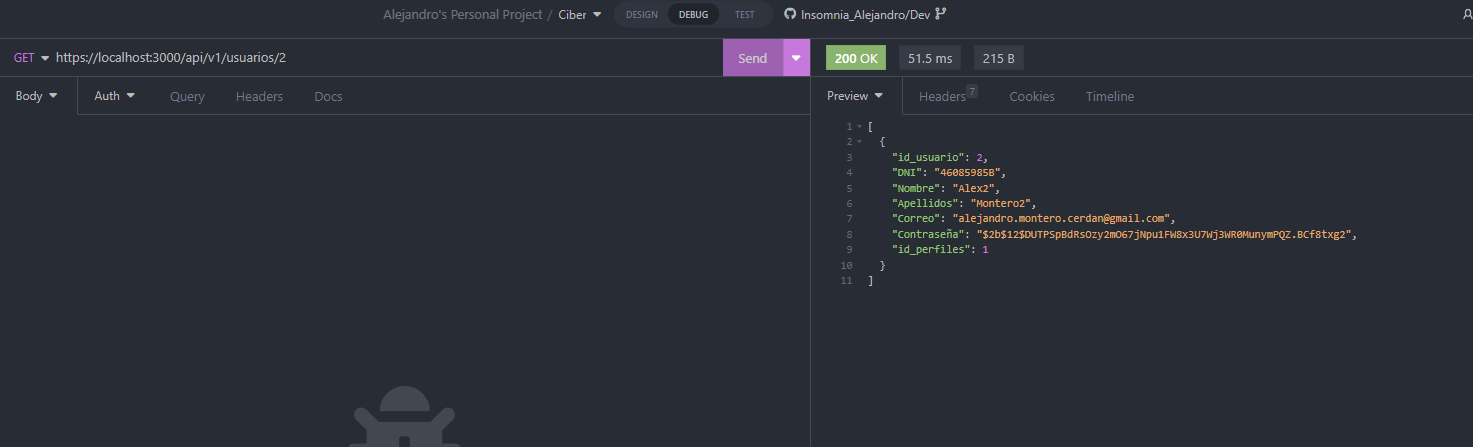 Alejandro's Personal Project / Ciber DESIGN DEBUG TEST Insomnia_Alejandro/Dev
GET https://localhost:3000/api/v1/usuarios/2 Send 200 OK 51.5 ms 215 B
Body Auth Query Headers Docs Preview Headers 7 Cookies Timeline
1 [
2 {
3 "id_usuario": 2,
4 "DNI": "46085985B",
5 "Nombre": "Alex2",
6 "Apellidos": "Montero2",
7 "Correo": "alejandro.montero.cerdan@gmail.com",
8 "Contraseña": "$2b$12$DUTPSpBdRsOzy2mO67jNpu1FW8x3U7Wj3WR0MunymPQZ.BCf8txg2",
9 "id_perfiles": 1
10 }
11 ]